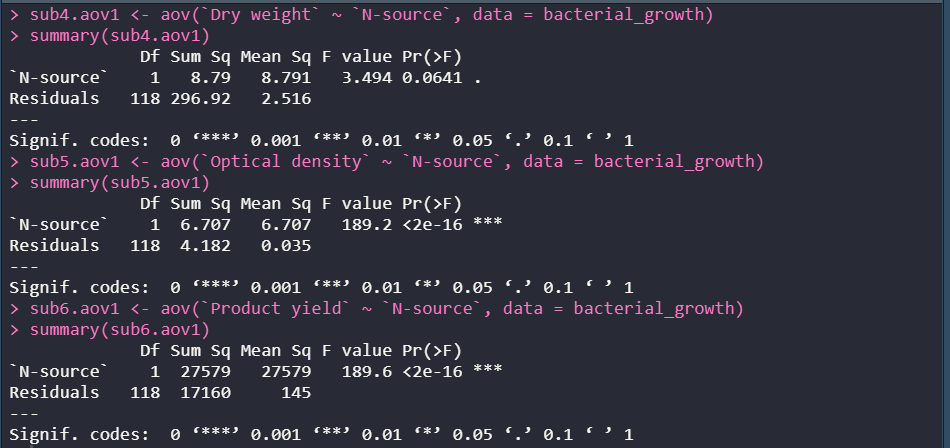 > sub4.aov1 <- aov(`Dry weight` ~ `N-source`, data = bacterial_growth)
> summary(sub4.aov1)
             Df Sum Sq Mean Sq F value Pr(>F)
`N-source`    1   8.79   8.791   3.494 0.0641 .
Residuals   118 296.92   2.516
---
Signif. codes:  0 ‘***’ 0.001 ‘**’ 0.01 ‘*’ 0.05 ‘.’ 0.1 ‘ ’ 1
> sub5.aov1 <- aov(`Optical density` ~ `N-source`, data = bacterial_growth)
> summary(sub5.aov1)
             Df Sum Sq Mean Sq F value Pr(>F)
`N-source`    1  6.707   6.707   189.2 <2e-16 ***
Residuals   118  4.182   0.035
---
Signif. codes:  0 ‘***’ 0.001 ‘**’ 0.01 ‘*’ 0.05 ‘.’ 0.1 ‘ ’ 1
> sub6.aov1 <- aov(`Product yield` ~ `N-source`, data = bacterial_growth)
> summary(sub6.aov1)
             Df Sum Sq Mean Sq F value Pr(>F)
`N-source`    1  27579   27579   189.6 <2e-16 ***
Residuals   118  17160     145
---
Signif. codes:  0 ‘***’ 0.001 ‘**’ 0.01 ‘*’ 0.05 ‘.’ 0.1 ‘ ’ 1